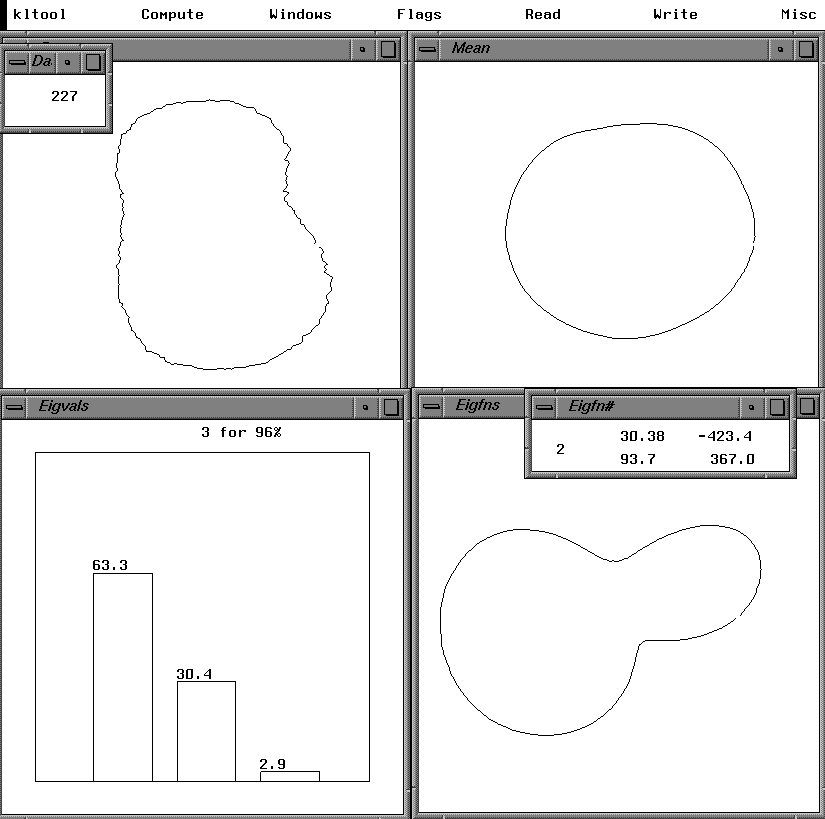 kltool Compute Windows Flags Read Write Misc
Da
227
Mean
Eigvals
3 for 96%
63.3
30.4
2.9
Eigfns
Eigfn#
2 30.38 -423.4
93.7 367.0